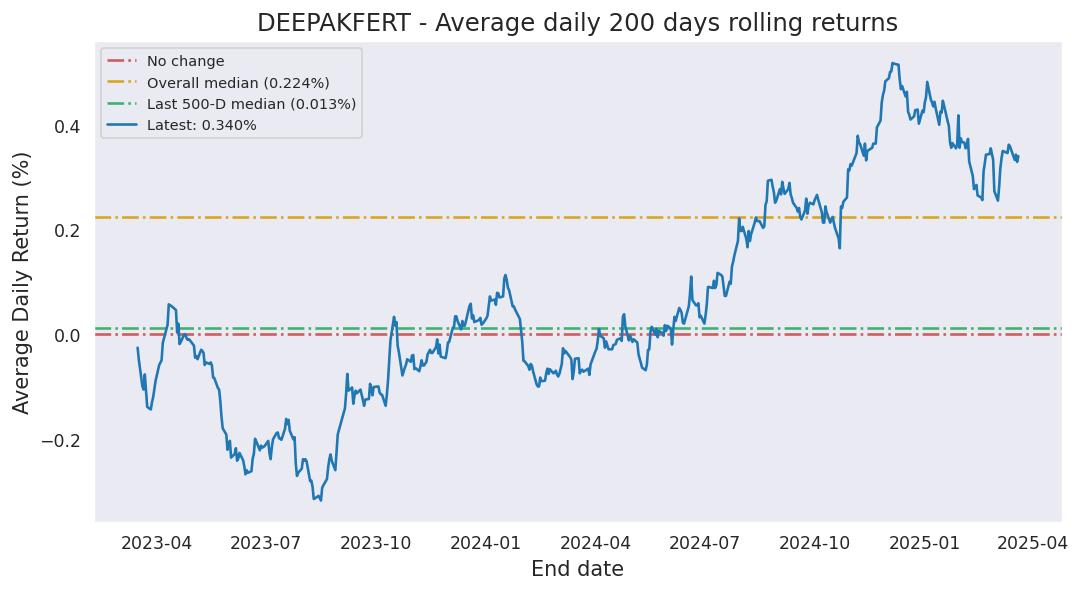 DEEPAKFERT - Average daily 200 days rolling returns
No change
Overall median (0.224%)
Last 500-D median (0.013%)
Latest: 0.340%
Average Daily Return (%)
0.4
0.2
0.0
−0.2
2023-04 2023-07 2023-10 2024-01 2024-04 2024-07 2024-10 2025-01 2025-04
End date